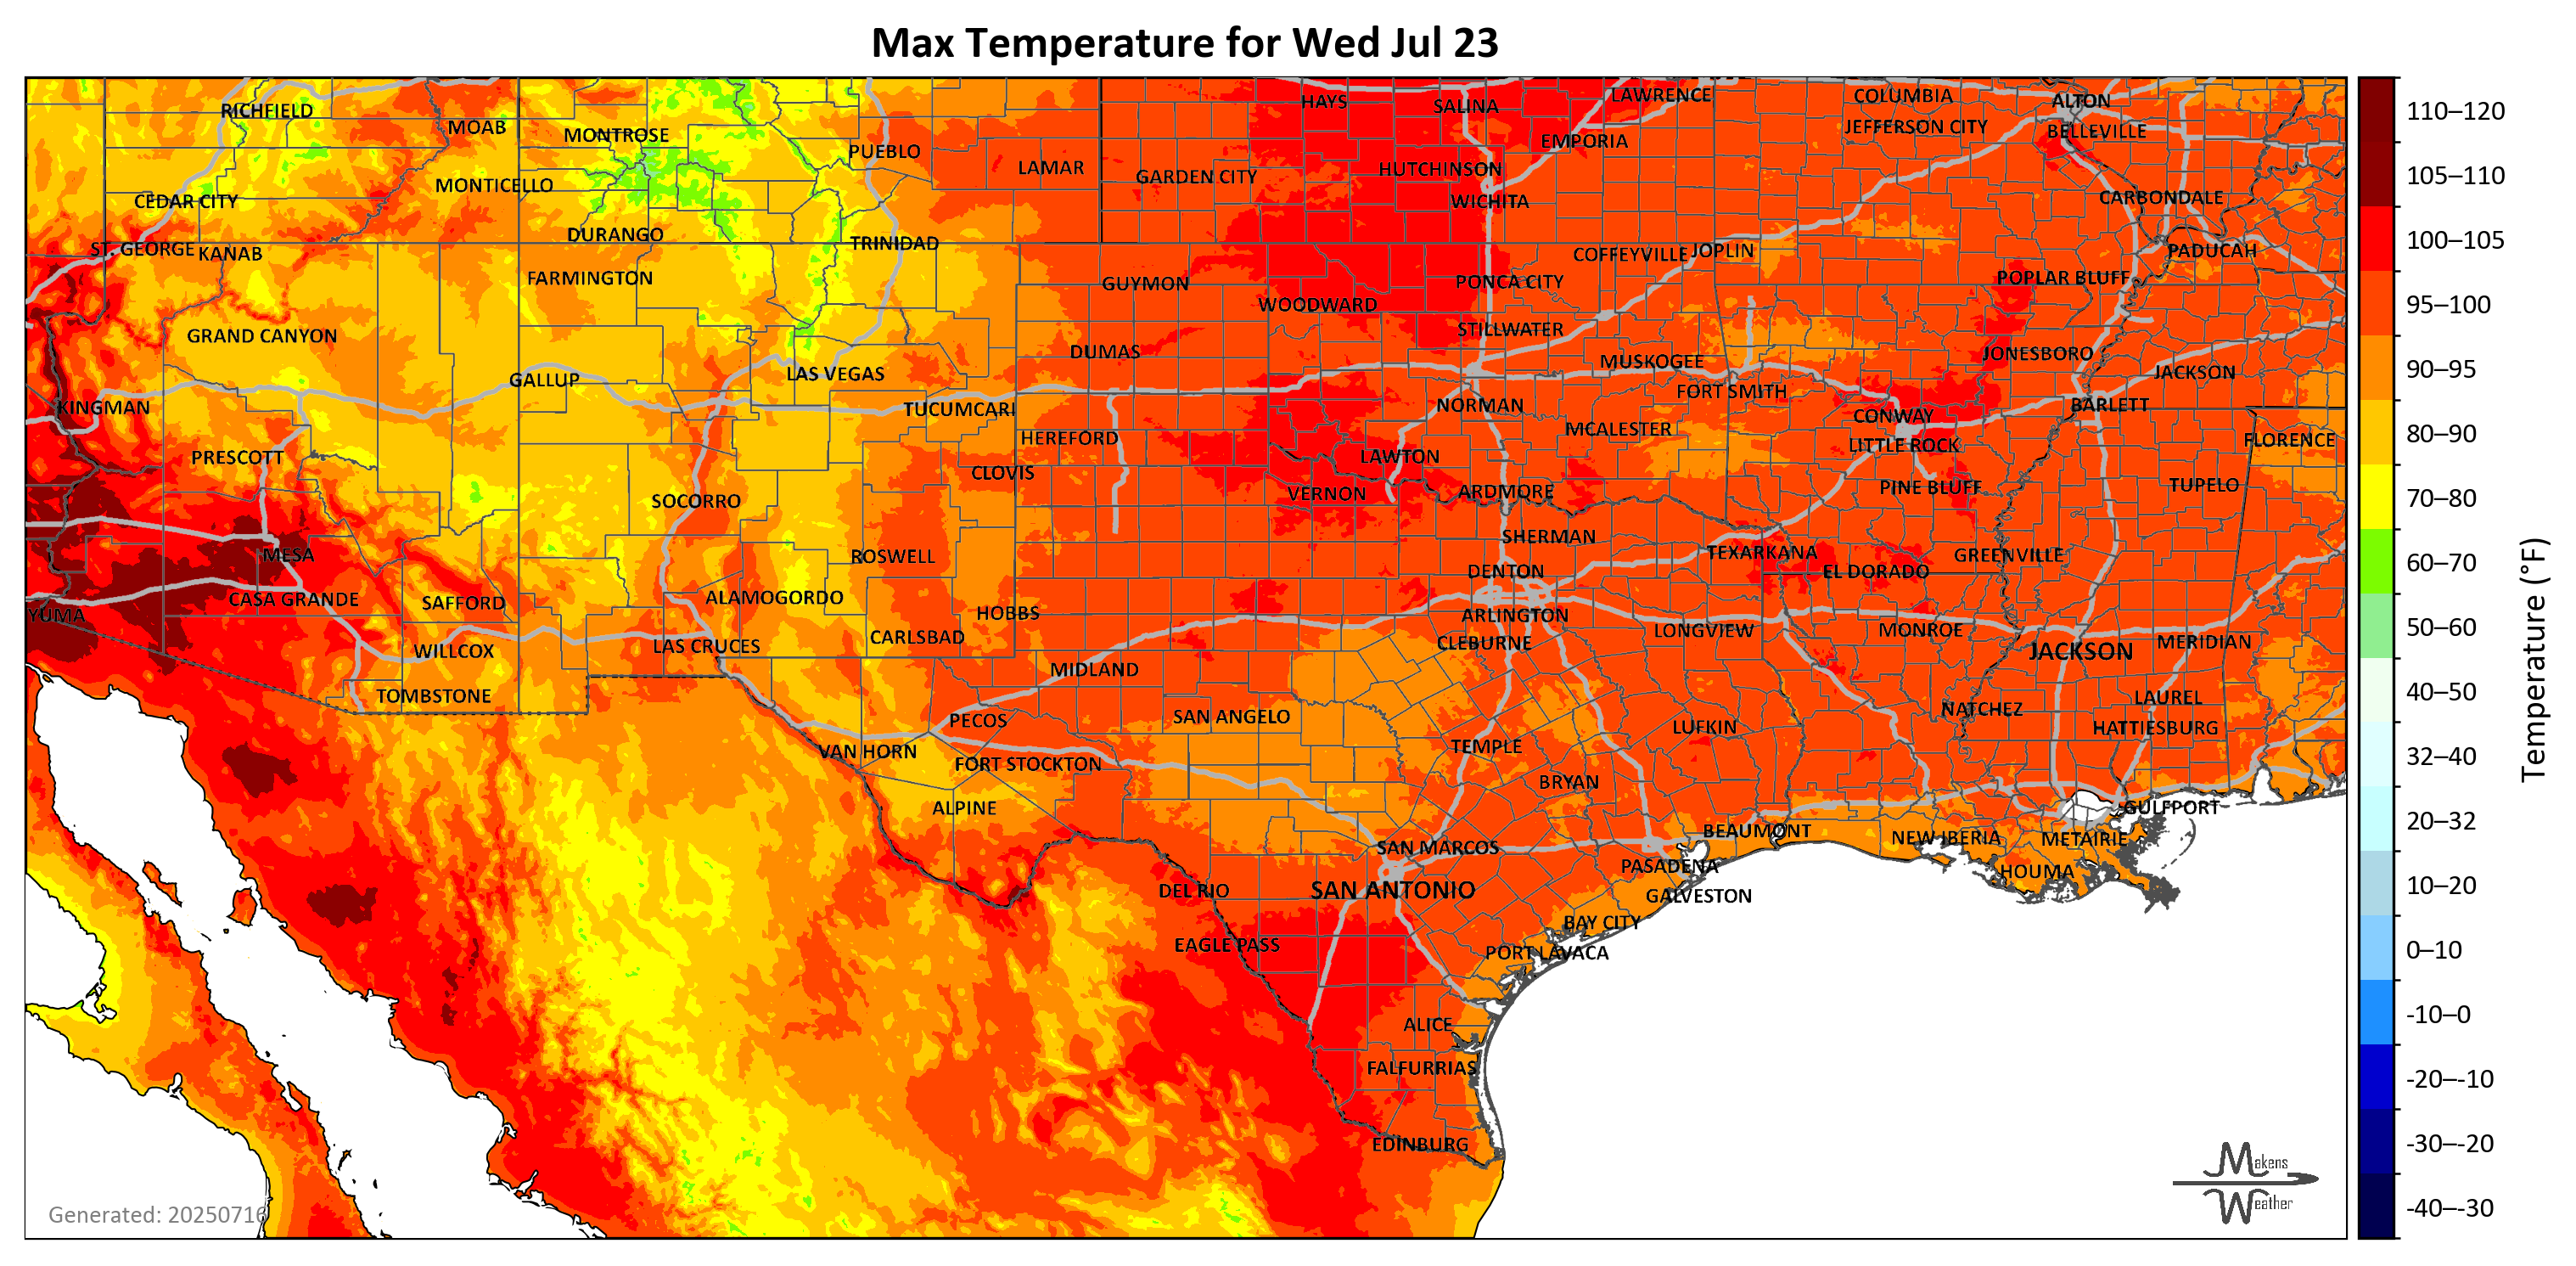 Max Temperature for Wed Jul 23
RICHFIELD
MOAB
MONTROSE
PUEBLO
LAMAR
GARDEN CITY
HAYS
SALINA
HUTCHINSON
EMPORIA
LAWRENCE
COLUMBIA
JEFFERSON CITY
ALTON
BELLEVILLE
CEDAR CITY
MONTICELLO
WICHITA
CARBONDALE
ST. GEORGE
KANAB
DURANGO
TRINIDAD
COFFEYVILLE
JOPLIN
PADUCAH
FARMINGTON
GUYMON
WOODWARD
PONCA CITY
POPLAR BLUFF
GRAND CANYON
DUMAS
STILLWATER
MUSKOGEE
JONESBORO
GALLUP
LAS VEGAS
FORT SMITH
JACKSON
KINGMAN
TUCUMCARI
NORMAN
CONWAY
BARLETT
PRESCOTT
HEREFORD
MCALESTER
LITTLE ROCK
FLORENCE
CLOVIS
LAWTON
SOCORRO
VERNON
ARDMORE
PINE BLUFF
TUPELO
MESA
ROSWELL
SHERMAN
TEXARKANA
GREENVILLE
CASA GRANDE
SAFFORD
ALAMOGORDO
DENTON
EL DORADO
YUMA
HOBBS
ARLINGTON
WILLCOX
LAS CRUCES
CARLSBAD
CLEBURNE
LONGVIEW
MONROE
JACKSON
MERIDIAN
TOMBSTONE
MIDLAND
PECOS
SAN ANGELO
LUFKIN
NATCHEZ
LAUREL
HATTIESBURG
VAN HORN
FORT STOCKTON
TEMPLE
BRYAN
ALPINE
GULFPORT
SAN MARCOS
BEAUMONT
NEW IBERIA
METAIRIE
DEL RIO
SAN ANTONIO
PASADENA
HOUMA
GALVESTON
EAGLE PASS
BAY CITY
PORT LAVACA
ALICE
FALFURRIAS
EDINBURG
Generated: 20250716
Makens
Weather
110–120
105–110
100–105
95–100
90–95
80–90
70–80
60–70
50–60
40–50
32–40
20–32
10–20
0–10
-10–0
-20–-10
-30–-20
-40–-30
Temperature (°F)